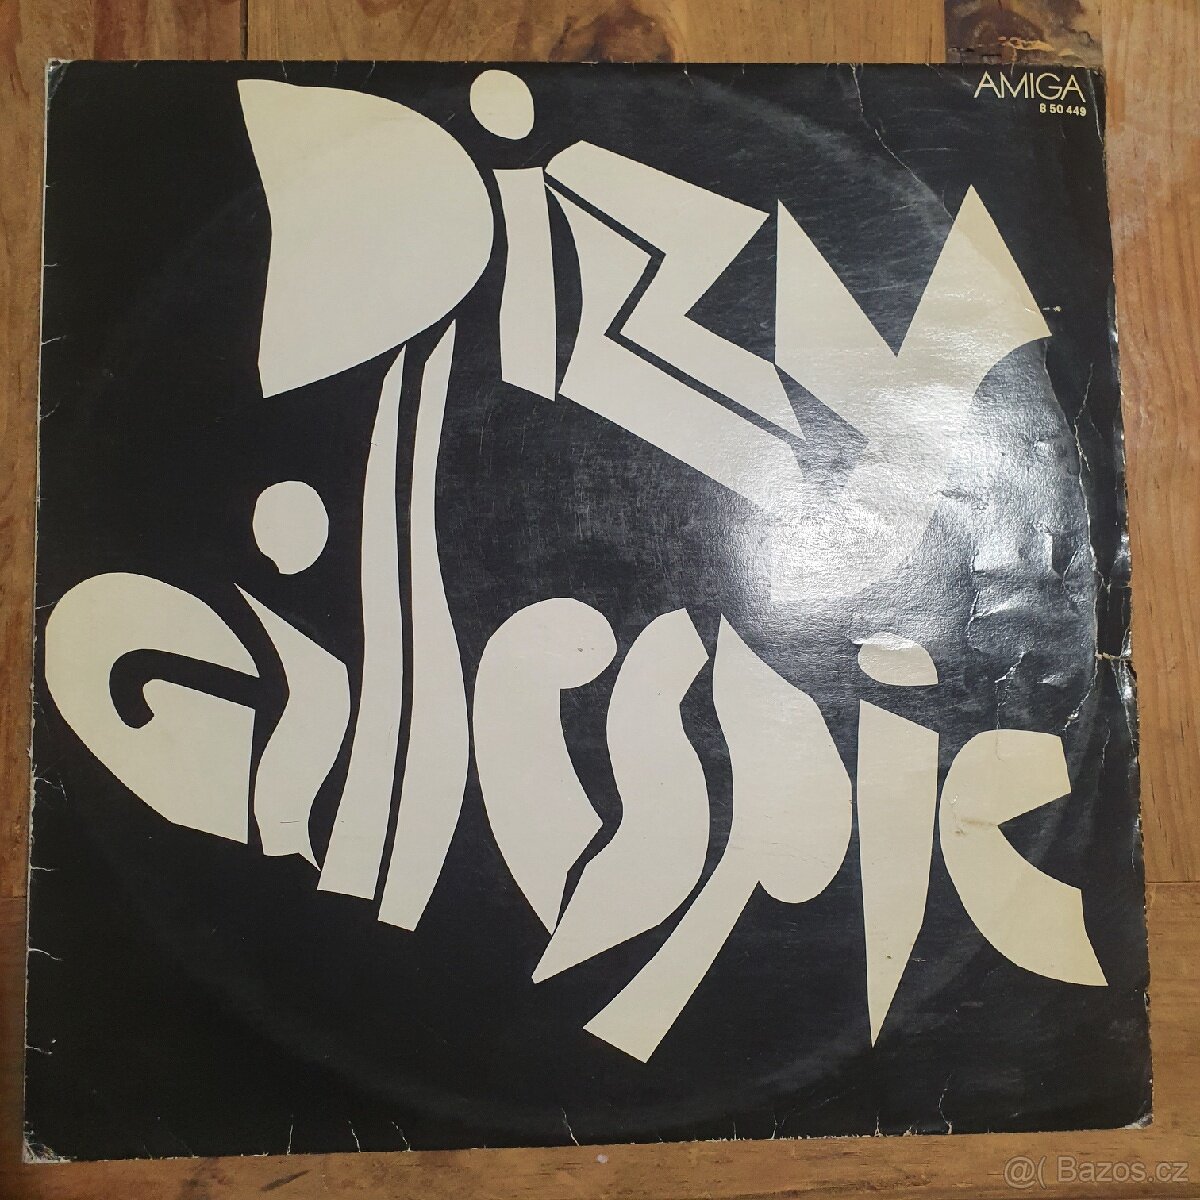 AMIGA
8 50 449
Dizzy
Gillespie
@( Bazos.cz